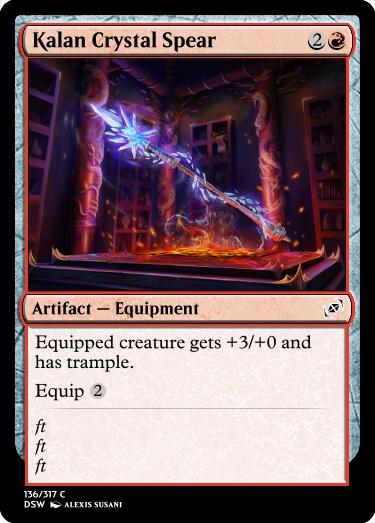 Kalan Crystal Spear 2
Artifact — Equipment
Equipped creature gets +3/+0 and
has trample.
Equip 2
ft
ft
ft
136/317 C
DSW ALEXIS SUSANI